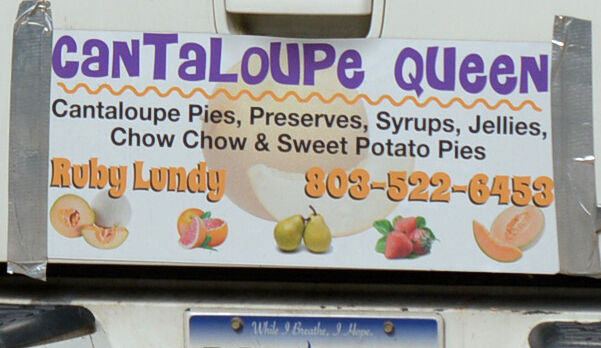 Cantaloupe Queen
Cantaloupe Pies, Preserves, Syrups, Jellies,
Chow Chow & Sweet Potato Pies
Ruby Lundy 803-522-6453
While I Breathe, I Hope.